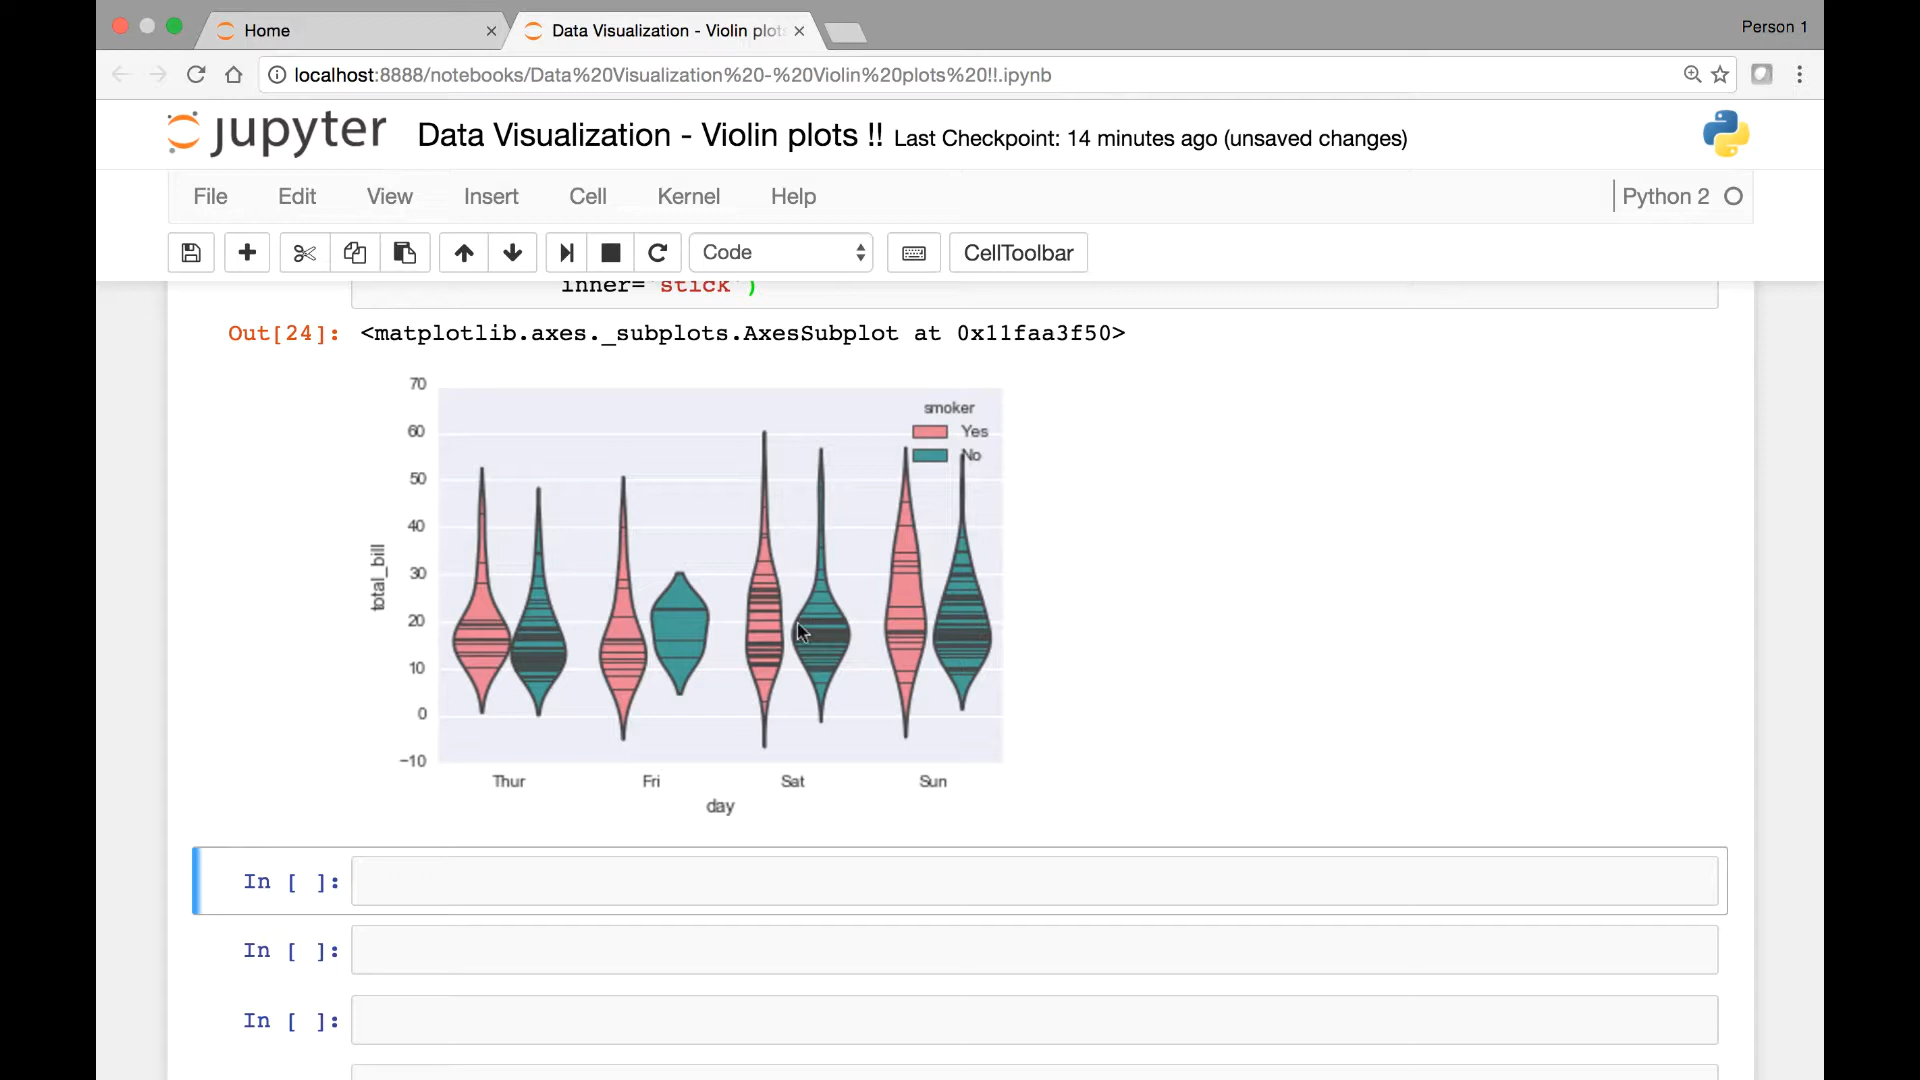 Home
Data Visualization - Violin plot
Person 1
localhost:8888/notebooks/Data%20Visualization%20-%20Violin%20plots%20!!.ipynb
jupyter
Data Visualization - Violin plots !! Last Checkpoint: 14 minutes ago (unsaved changes)
File Edit View Insert Cell Kernel Help
Python 2
Code
CellToolbar
inner="stick")
Out[24]: <matplotlib.axes._subplots.AxesSubplot at 0x11faa3f50>
70
60
50
40
30
20
10
0
−10
total_bill
smoker
Yes
No
Thur Fri Sat Sun
day
In [ ]:
In [ ]:
In [ ]: